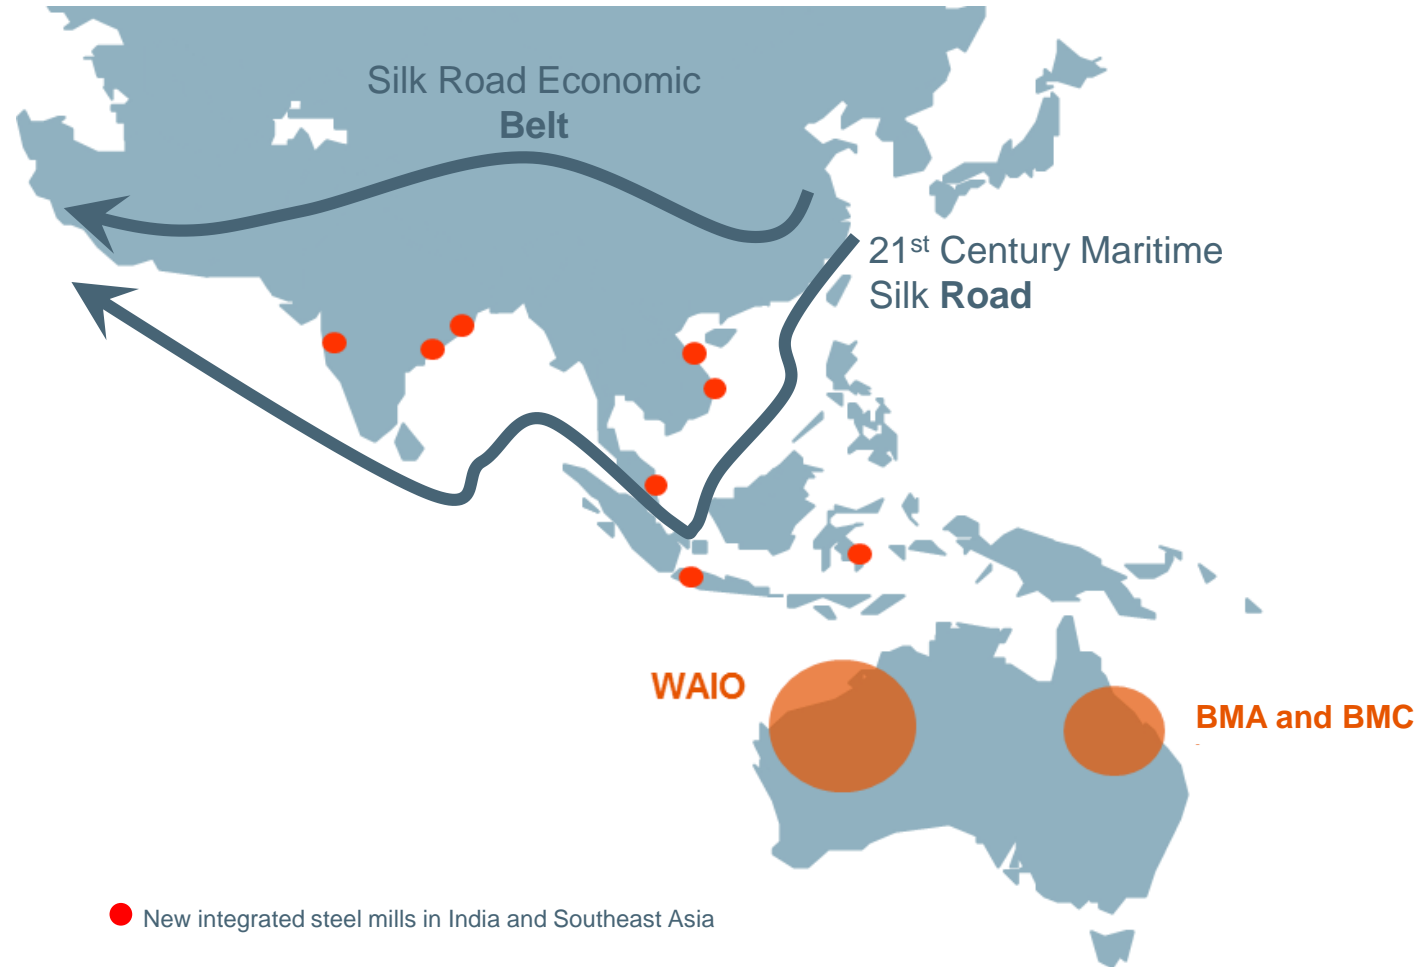 Silk Road Economic
Belt
21st Century Maritime
Silk Road
WAIO
BMA and BMC
New integrated steel mills in India and Southeast Asia